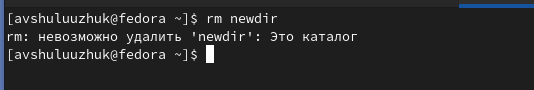 [avshuluuzhuk@fedora ~]$ rm newdir
rm: невозможно удалить 'newdir': Это каталог
[avshuluuzhuk@fedora ~]$